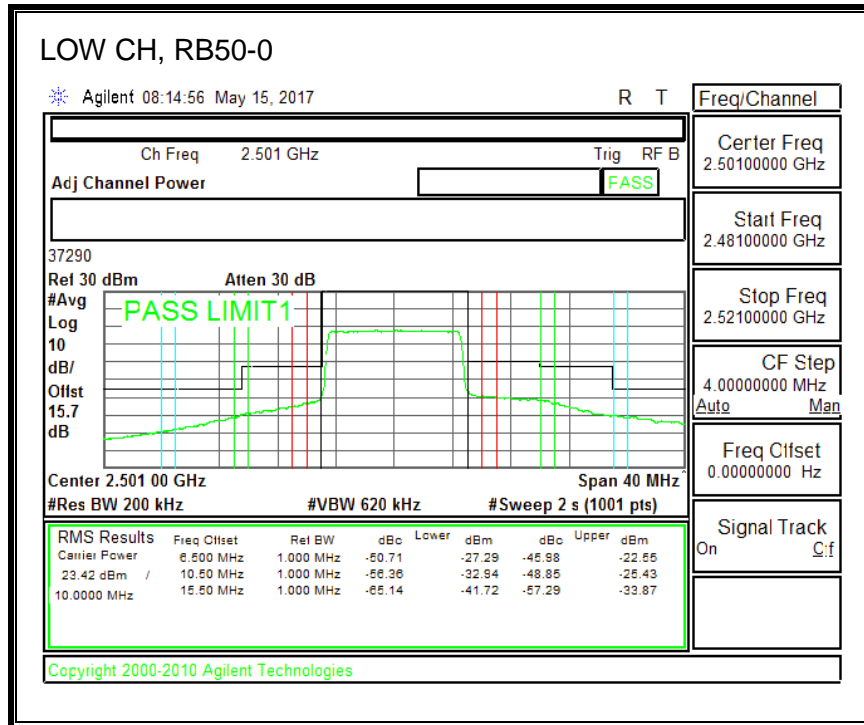 LOW CH, RB50-0
Agilent 08:14:56 May 15, 2017 R T
Ch Freq 2.501 GHz Trig RF B
Adj Channel Power
PASS
37290
Ref 30 dBm Atten 30 dB
#Avg
Log
10
dB/
Offst
15.7
dB
PASS LIMIT1
Center 2.501 00 GHz Span 40 MHz
#Res BW 200 kHz #VBW 620 kHz #Sweep 2 s (1001 pts)
RMS Results Freq Offset Ref BW dBc Lower dBm dBc Upper dBm
Carrier Power 6.500 MHz 1.000 MHz -50.71 -27.29 -45.98 -22.55
23.42 dBm / 10.50 MHz 1.000 MHz -56.36 -32.94 -48.85 -25.43
10.0000 MHz 15.50 MHz 1.000 MHz -65.14 -41.72 -57.29 -33.87
Copyright 2000-2010 Agilent Technologies
Freq/Channel
Center Freq
2.50100000 GHz
Start Freq
2.48100000 GHz
Stop Freq
2.52100000 GHz
CF Step
4.00000000 MHz
Auto Man
Freq Offset
0.00000000 Hz
Signal Track
On Off